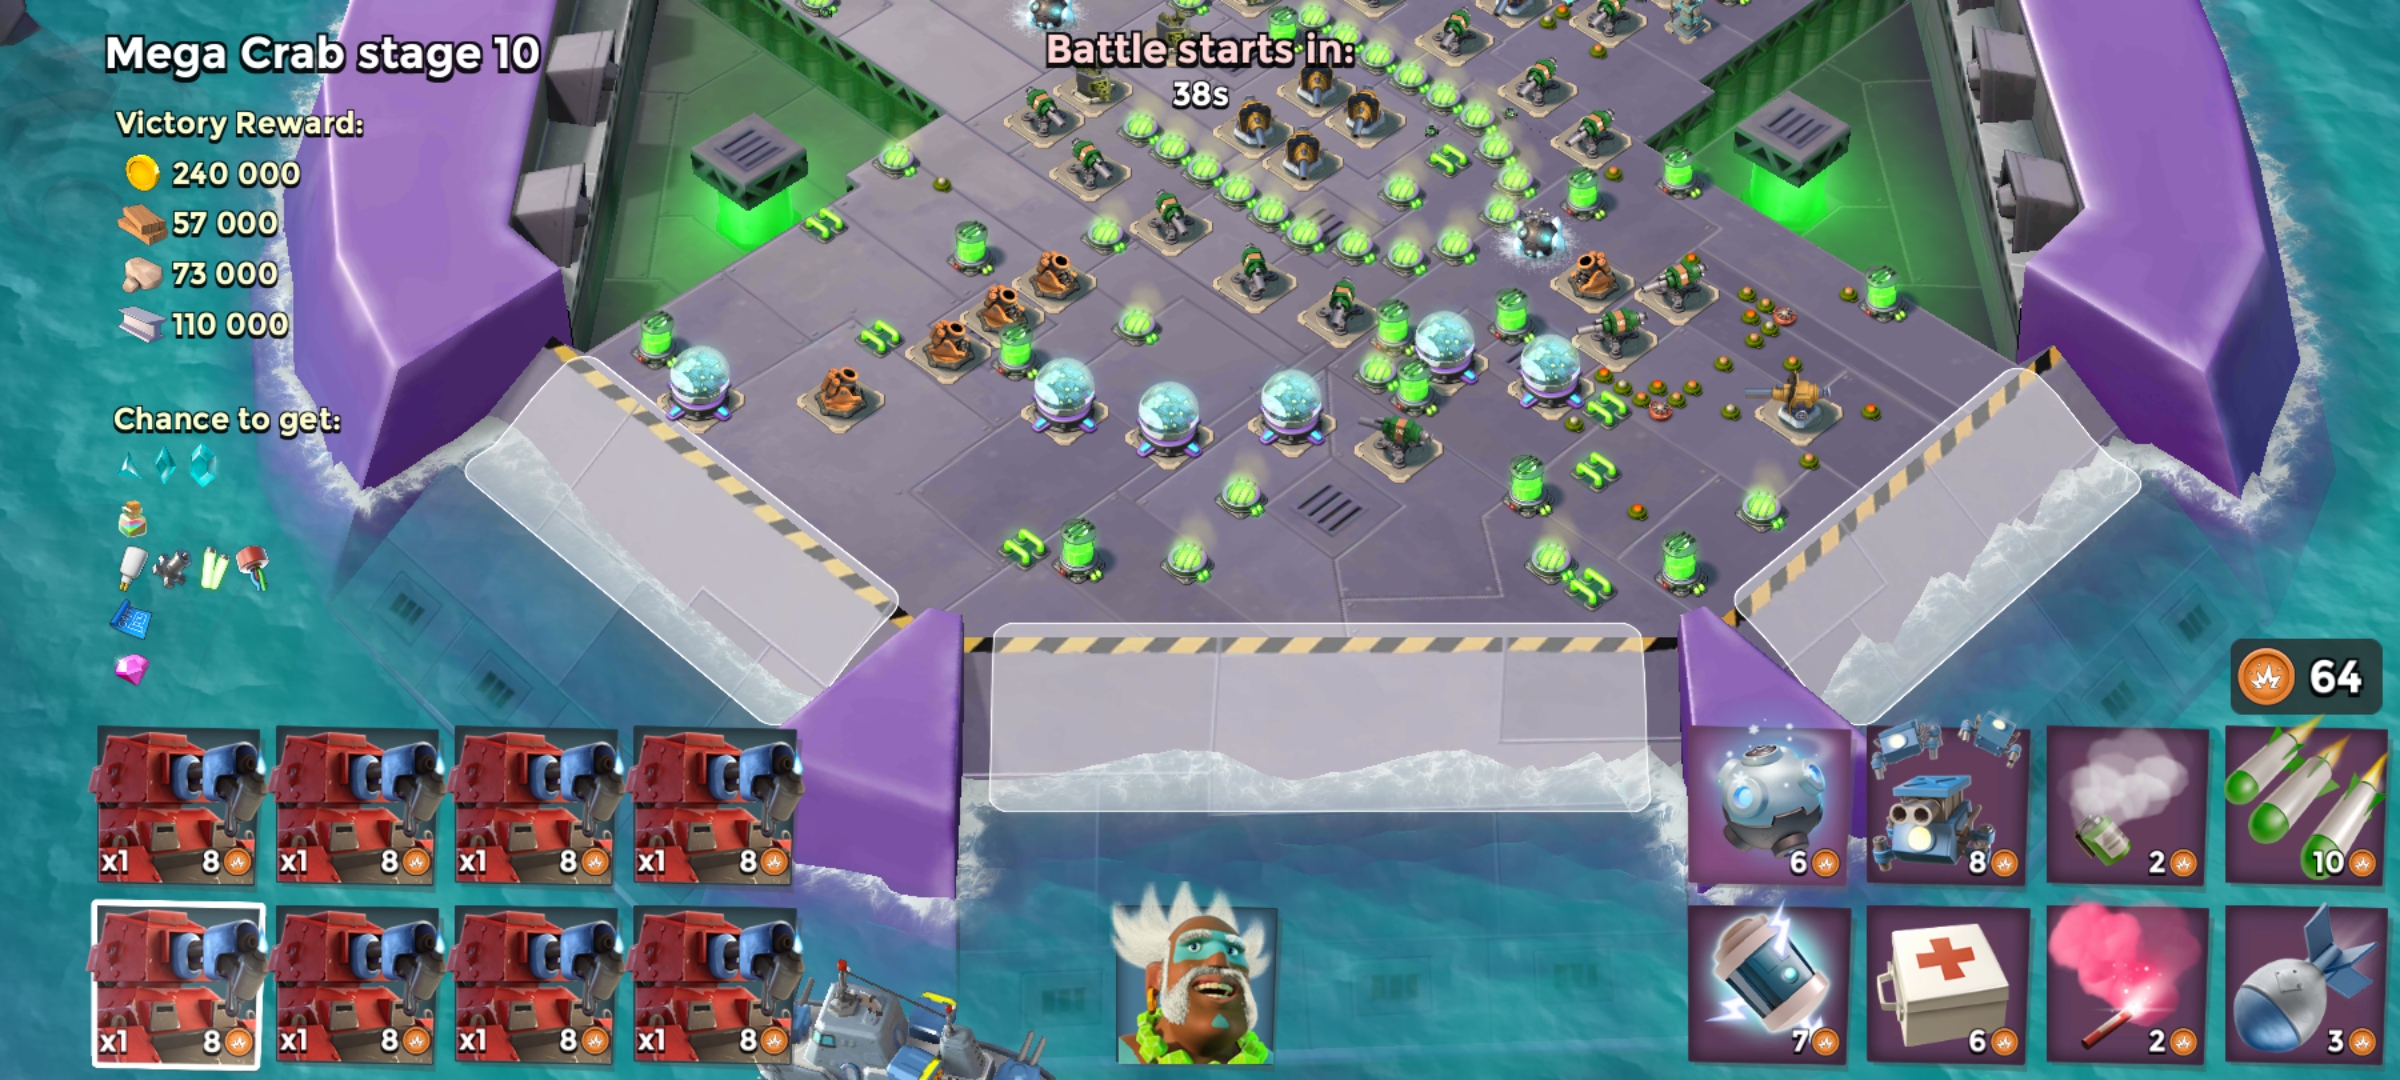 Mega Crab stage 10
Battle starts in:
38s
Victory Reward:
240 000
57 000
73 000
110 000
Chance to get:
64
x1 8
x1 8
x1 8
x1 8
6
8
2
10
x1 8
x1 8
x1 8
x1 8
7
6
2
3